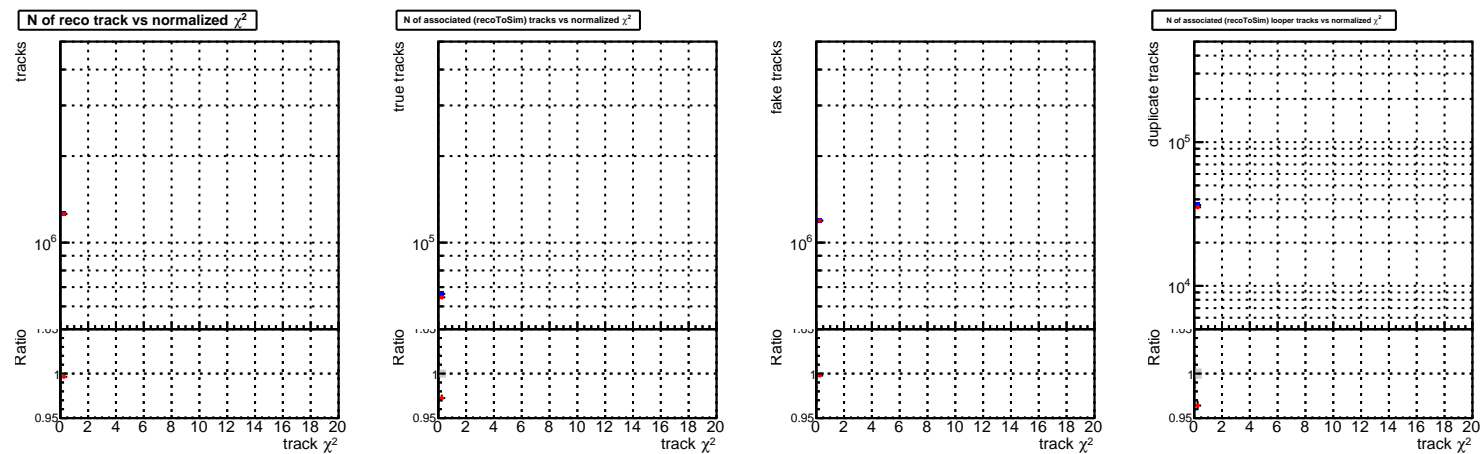 N of reco track vs normalized χ²
tracks
10⁶
Ratio
1
0.95
0 2 4 6 8 10 12 14 16 18 20
track χ²
N of associated (recoToSim) tracks vs normalized χ²
true tracks
10⁵
Ratio
1
0.95
0 2 4 6 8 10 12 14 16 18 20
track χ²
fake tracks
10⁶
Ratio
1
0.95
0 2 4 6 8 10 12 14 16 18 20
track χ²
N of associated (recoToSim) looper tracks vs normalized χ²
duplicate tracks
10⁵
10⁴
Ratio
1
0.95
0 2 4 6 8 10 12 14 16 18 20
track χ²